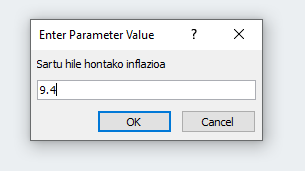 Enter Parameter Value
?
Sartu hile hontako inflazioa
9.4
OK
Cancel